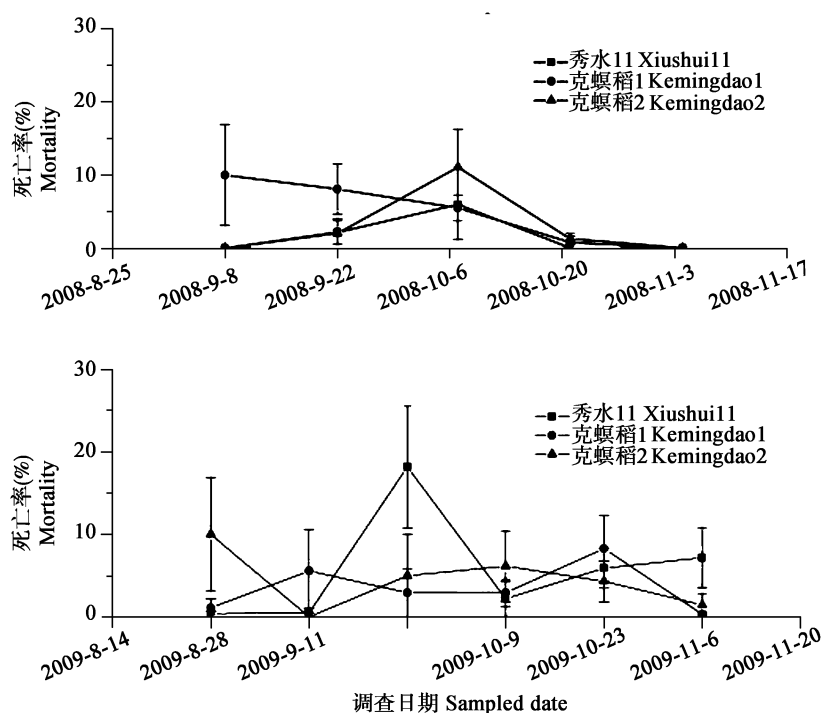 30
20
10
0
死亡率(%)
Mortality
秀水11 Xiushui11
克螟稻1 Kemingdao1
克螟稻2 Kemingdao2
2008-8-25
2008-9-8
2008-9-22
2008-10-6
2008-10-20
2008-11-3
2008-11-17
30
20
10
0
死亡率(%)
Mortality
秀水11 Xiushui11
克螟稻1 Kemingdao1
克螟稻2 Kemingdao2
2009-8-14
2009-8-28
2009-9-11
2009-10-9
2009-10-23
2009-11-6
2009-11-20
调查日期 Sampled date